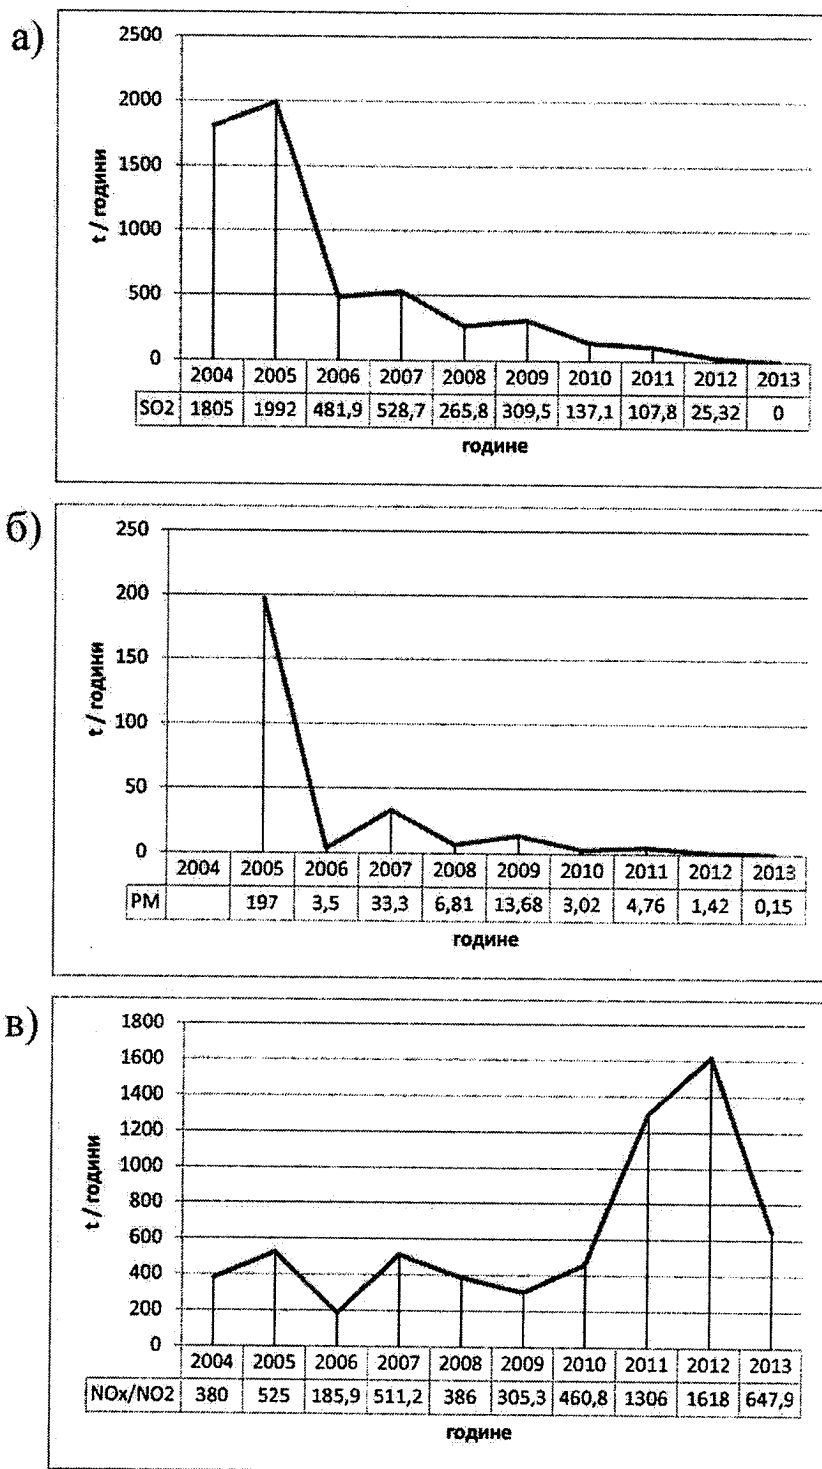 а)
2500
2000
1500
1000
500
0
t / години
2004 2005 2006 2007 2008 2009 2010 2011 2012 2013
SO2 1805 1992 481,9 528,7 265,8 309,5 137,1 107,8 25,32 0
године
б)
250
200
150
100
50
0
t / години
2004 2005 2006 2007 2008 2009 2010 2011 2012 2013
PM 197 3,5 33,3 6,81 13,68 3,02 4,76 1,42 0,15
године
в)
1800
1600
1400
1200
1000
800
600
400
200
0
t / години
2004 2005 2006 2007 2008 2009 2010 2011 2012 2013
NOx/NO2 380 525 185,9 511,2 386 305,3 460,8 1306 1618 647,9
године